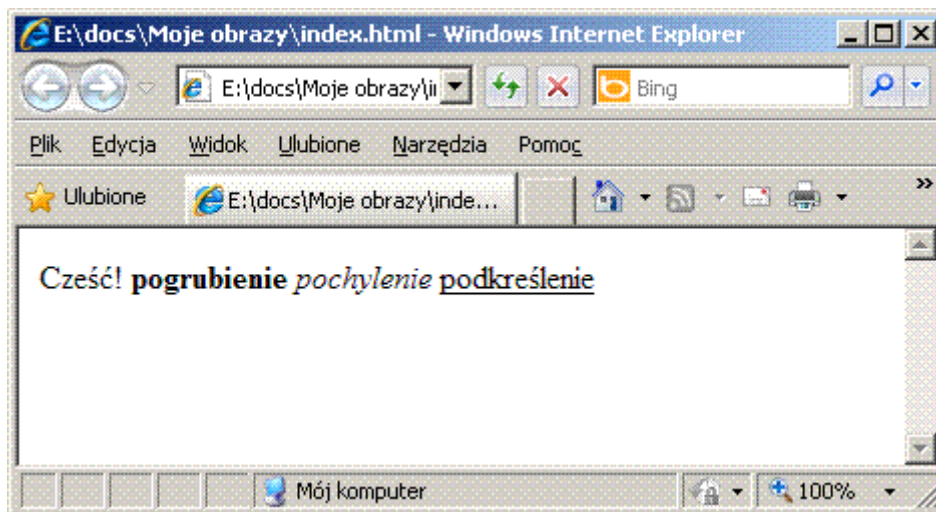 E:\docs\Moje obrazy\index.html - Windows Internet Explorer
E:\docs\Moje obrazy\i Bing
Plik Edycja Widok Ulubione Narzędzia Pomoc
Ulubione E:\docs\Moje obrazy\inde... »
Cześć! pogrubienie pochylenie podkreślenie
Mój komputer 100%